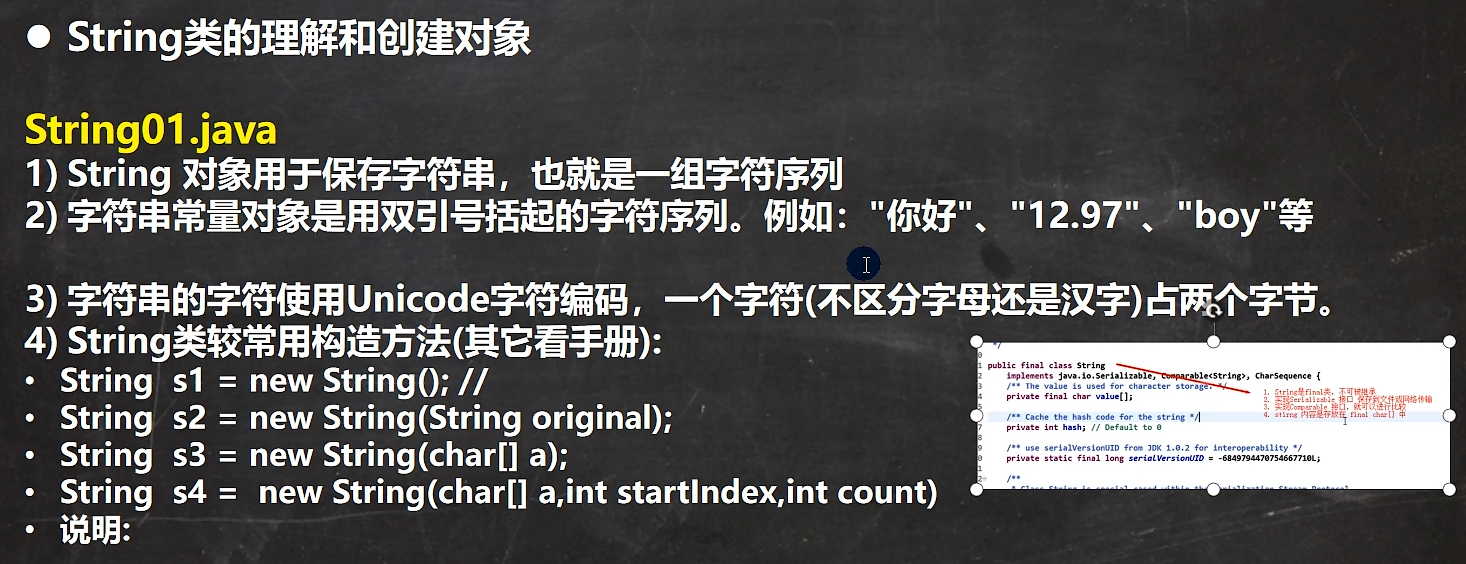 ● String类的理解和创建对象
String01.java
1) String 对象用于保存字符串，也就是一组字符序列
2) 字符串常量对象是用双引号括起的字符序列。例如："你好"、"12.97"、"boy"等
3) 字符串的字符使用Unicode字符编码，一个字符(不区分字母还是汉字)占两个字节。
4) String类较常用构造方法(其它看手册):
• String s1 = new String(); //
• String s2 = new String(String original);
• String s3 = new String(char[] a);
• String s4 = new String(char[] a,int startIndex,int count)
• 说明:
*/
public final class String
implements java.io.Serializable, Comparable<String>, CharSequence {
/** The value is used for character storage. */
private final char value[];
/** Cache the hash code for the string */
private int hash; // Default to 0
/** use serialVersionUID from JDK 1.0.2 for interoperability */
private static final long serialVersionUID = -6849794470754667710L;
/**
1. String是final类，不可被继承
2. 实现Serializable 接口 保存到文件或网络传输
3. 实现Comparable 接口，就可以进行比较
4. stirng 内容是存放在 final char[] 中